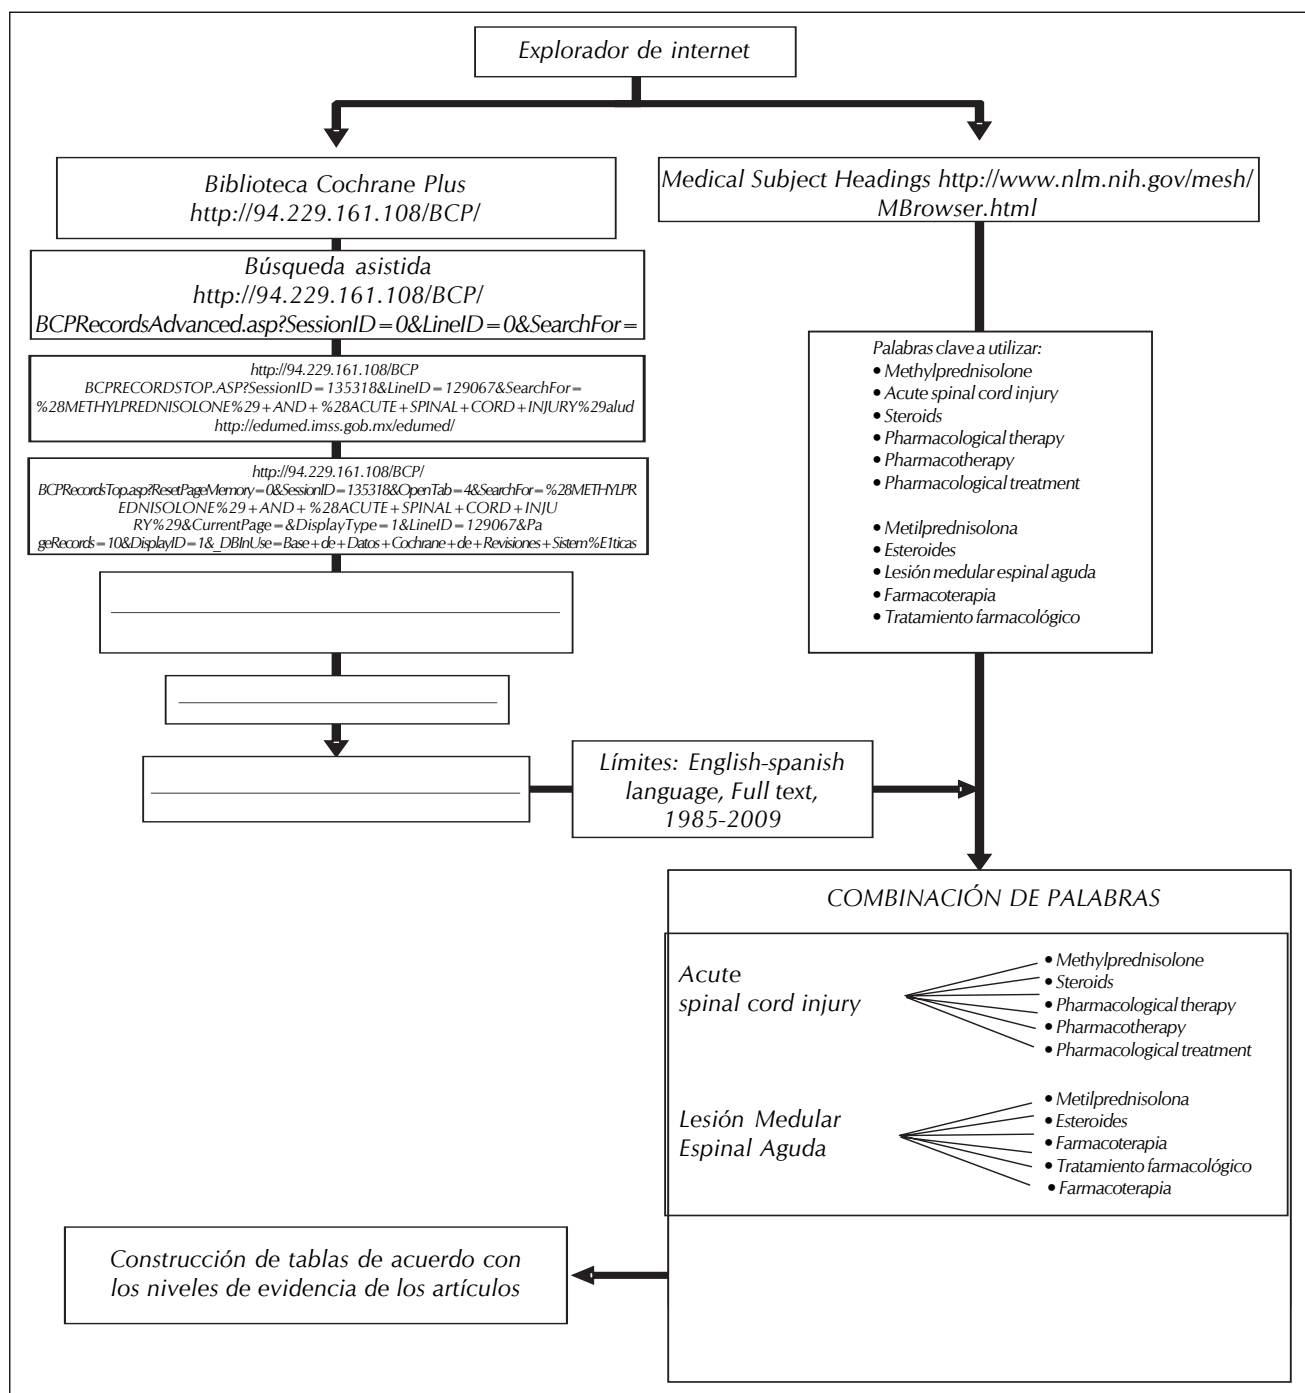 Explorador de internet
Biblioteca Cochrane Plus
http://94.229.161.108/BCP/
Búsqueda asistida
http://94.229.161.108/BCP/
BCPRecordsAdvanced.asp?SessionID=0&LineID=0&SearchFor=
http://94.229.161.108/BCP
BCPRECORDSTOP.ASP?SessionID=135318&LineID=129067&SearchFor=
%28METHYLPREDNISOLONE%29+AND+%28ACUTE+SPINAL+CORD+INJURY%29alud
http://edumed.imss.gob.mx/edumed/
http://94.229.161.108/BCP/
BCPRecordsTop.asp?ResetPageMemory=0&SessionID=135318&OpenTab=4&SearchFor=%28METHYLPR
EDNISOLONE%29+AND+%28ACUTE+SPINAL+CORD+INJU
RY%29&CurrentPage=&DisplayType=1&LineID=129067&Pa
geRecords=10&DisplayID=1&_DBInUse=Base+de+Datos+Cochrane+de+Revisiones+Sistem%E1ticas
Medical Subject Headings http://www.nlm.nih.gov/mesh/
MBrowser.html
Palabras clave a utilizar:
• Methylprednisolone
• Acute spinal cord injury
• Steroids
• Pharmacological therapy
• Pharmacotherapy
• Pharmacological treatment
• Metilprednisolona
• Esteroides
• Lesión medular espinal aguda
• Farmacoterapia
• Tratamiento farmacológico
Límites: English-spanish
language, Full text,
1985-2009
COMBINACIÓN DE PALABRAS
Acute
spinal cord injury
• Methylprednisolone
• Steroids
• Pharmacological therapy
• Pharmacotherapy
• Pharmacological treatment
Lesión Medular
Espinal Aguda
• Metilprednisolona
• Esteroides
• Farmacoterapia
• Tratamiento farmacológico
• Farmacoterapia
Construcción de tablas de acuerdo con
los niveles de evidencia de los artículos